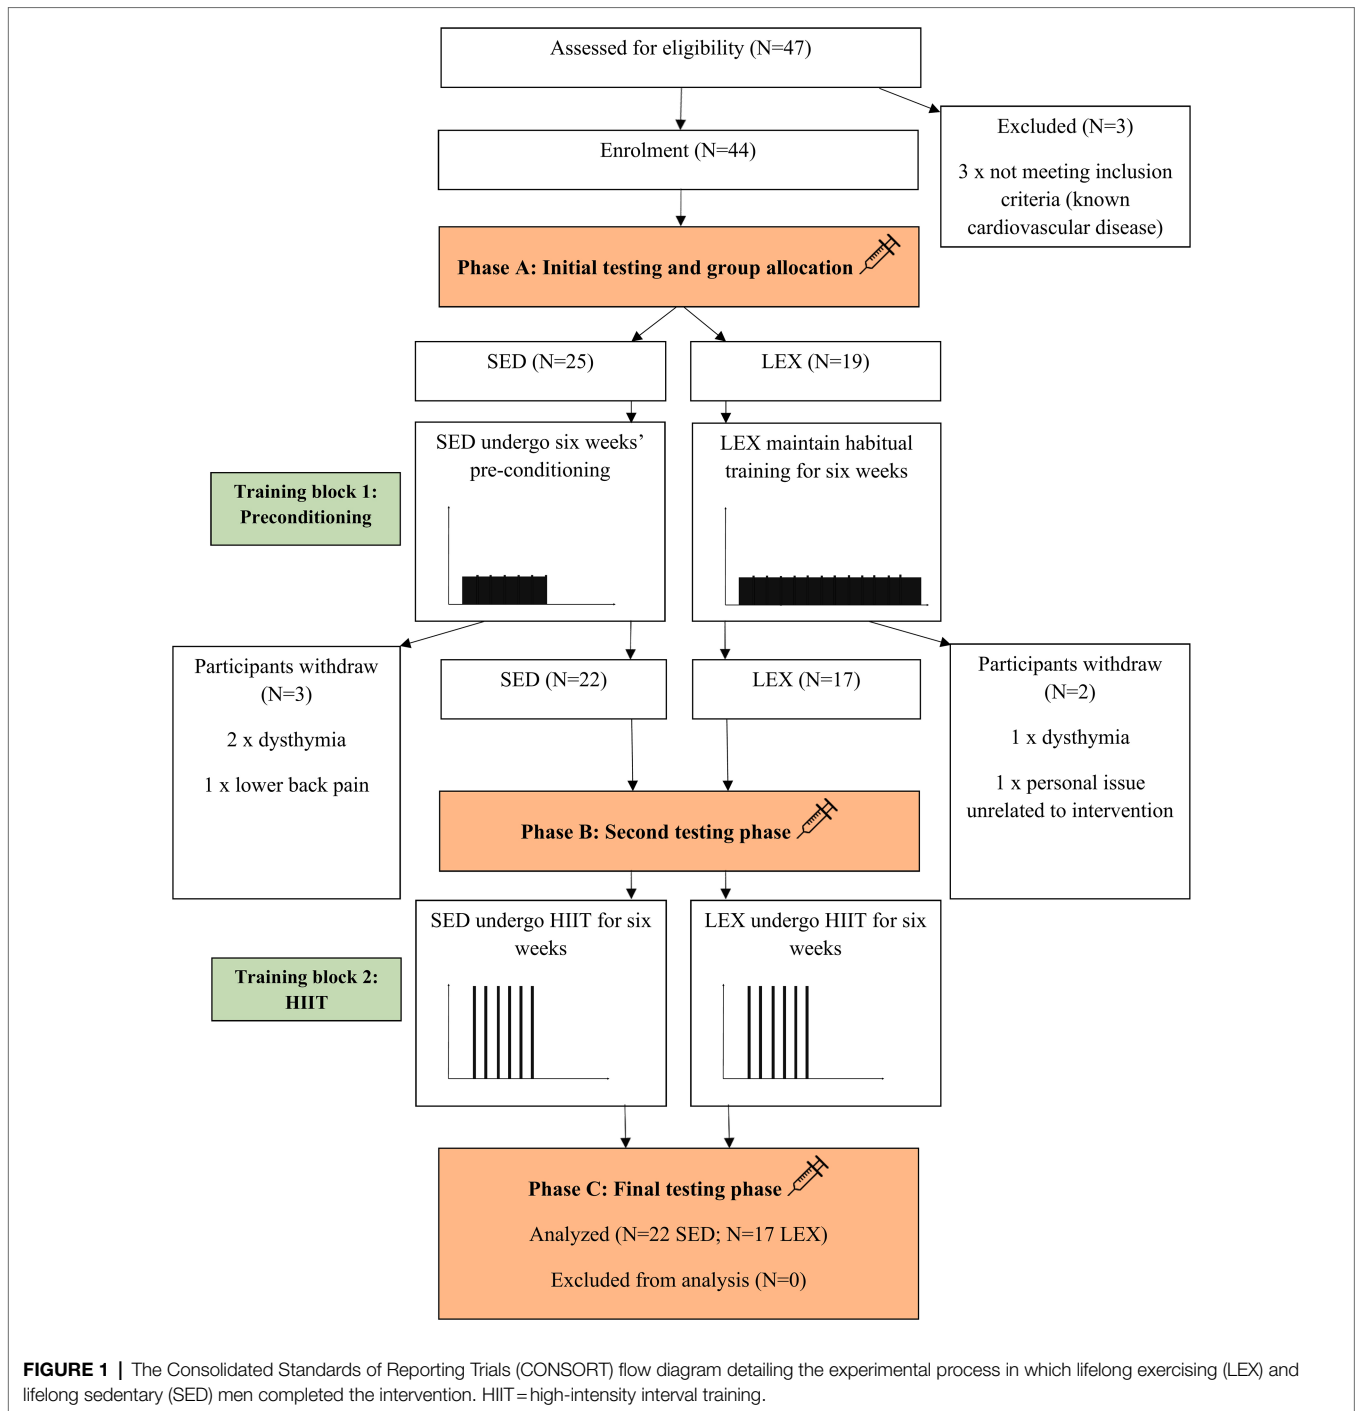 Assessed for eligibility (N=47)
Excluded (N=3)
3 x not meeting inclusion
criteria (known
cardiovascular disease)
Enrolment (N=44)
Phase A: Initial testing and group allocation
SED (N=25)
LEX (N=19)
Training block 1:
Preconditioning
SED undergo six weeks’
pre-conditioning
LEX maintain habitual
training for six weeks
Participants withdraw
(N=3)
2 x dysthymia
1 x lower back pain
SED (N=22)
LEX (N=17)
Participants withdraw
(N=2)
1 x dysthymia
1 x personal issue
unrelated to intervention
Phase B: Second testing phase
Training block 2:
HIIT
SED undergo HIIT for six
weeks
LEX undergo HIIT for six
weeks
Phase C: Final testing phase
Analyzed (N=22 SED; N=17 LEX)
Excluded from analysis (N=0)
FIGURE 1 | The Consolidated Standards of Reporting Trials (CONSORT) flow diagram detailing the experimental process in which lifelong exercising (LEX) and
lifelong sedentary (SED) men completed the intervention. HIIT = high-intensity interval training.